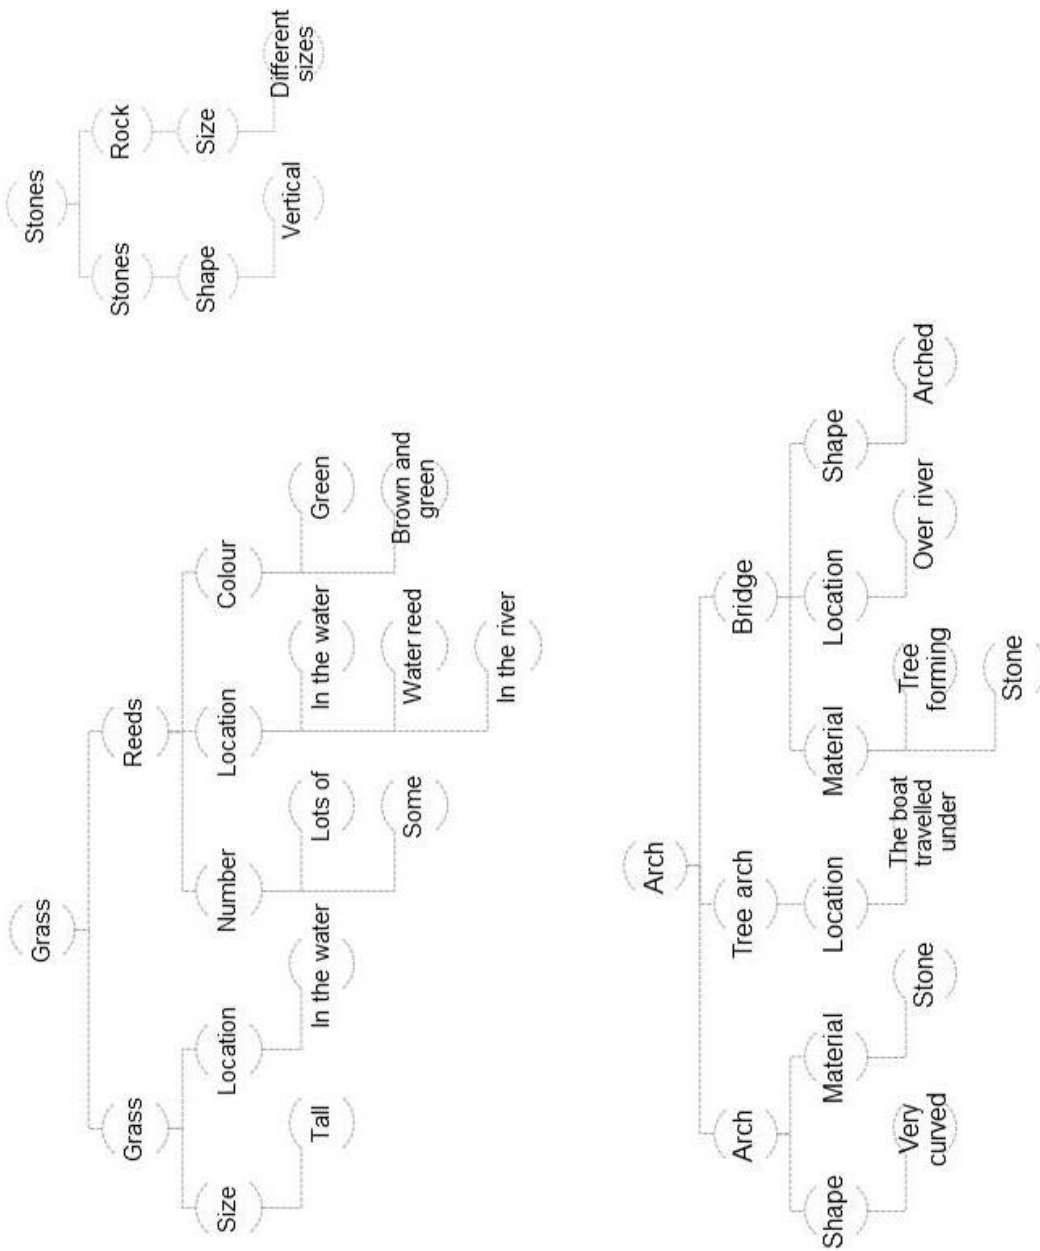 Grass
Grass
Reeds
Size
Location
Number
Location
Colour
Tall
In the water
Lots of
In the water
Green
Some
Water reed
Brown and
green
In the river
Stones
Stones
Rock
Shape
Size
Vertical
Different
sizes
Arch
Arch
Tree arch
Bridge
Shape
Material
Location
Material
Location
Shape
Very
curved
Stone
The boat
travelled
under
Tree
forming
Over river
Arched
Stone